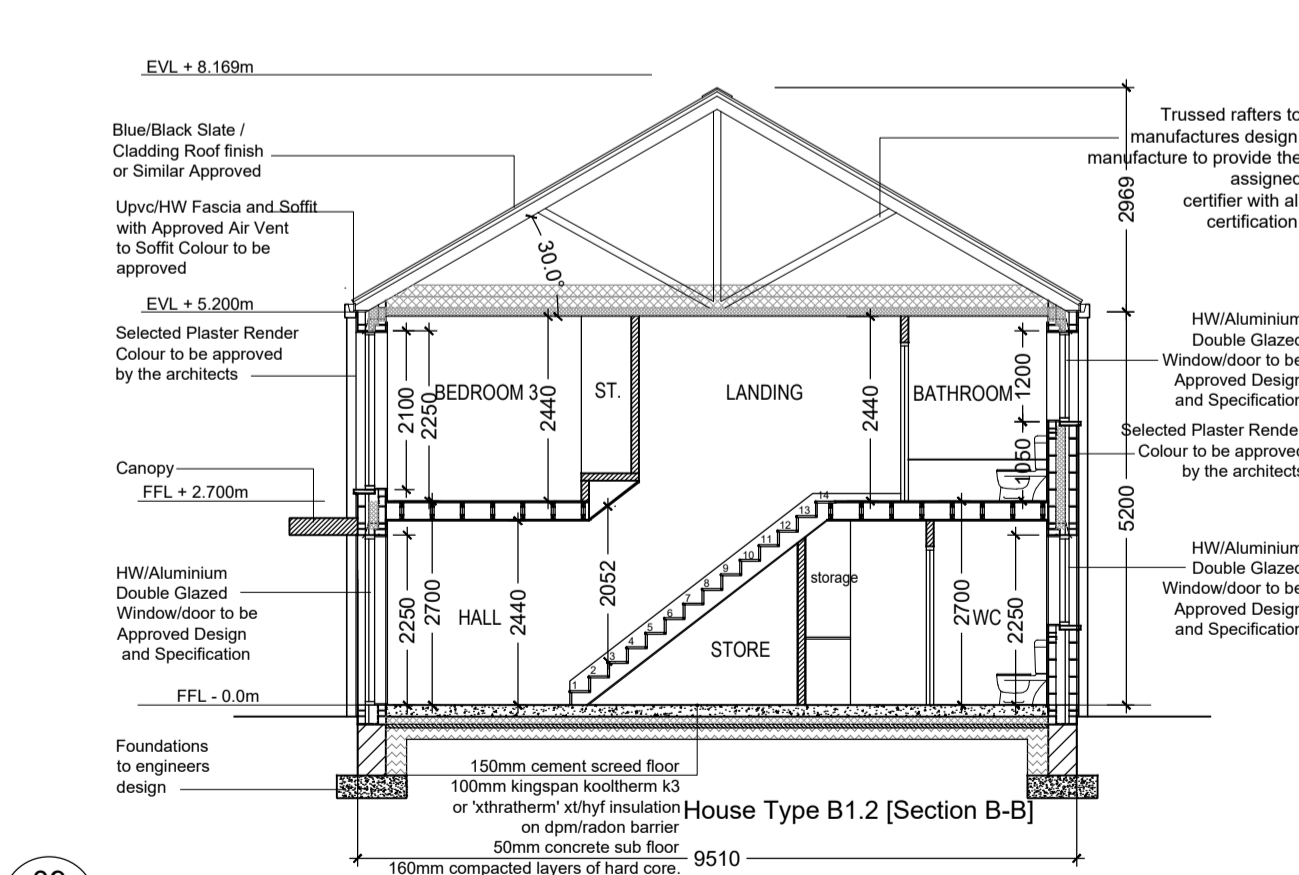 EVL + 8.169m
Blue/Black Slate /
Cladding Roof finish
or Similar Approved
Upvc/HW Fascia and Soffit
with Approved Air Vent
to Soffit Colour to be
approved
EVL + 5.200m
Selected Plaster Render
Colour to be approved
by the architects
Canopy
FFL + 2.700m
HW/Aluminium
Double Glazed
Window/door to be
Approved Design
and Specification
FFL - 0.0m
Foundations
to engineers
design
30.0°
2100
2250
BEDROOM 3
2440
ST.
LANDING
2440
BATHROOM
1200
1050
2250
2700
HALL
2440
2052
1
2
3
4
5
6
7
8
9
10
11
12
13
14
STORE
storage
2700
WC
2250
Trussed rafters to
manufactures design
manufacture to provide the
assigned
certifier with al
certification
2969
HW/Aluminium
Double Glazed
Window/door to be
Approved Design
and Specification
Selected Plaster Rende
Colour to be approved
by the architects
5200
HW/Aluminium
Double Glazed
Window/door to be
Approved Design
and Specification
150mm cement screed floor
100mm kingspan kooltherm k3
or 'xthratherm' xt/hyf insulation
on dpm/radon barrier
50mm concrete sub floor
160mm compacted layers of hard core.
House Type B1.2 [Section B-B]
9510